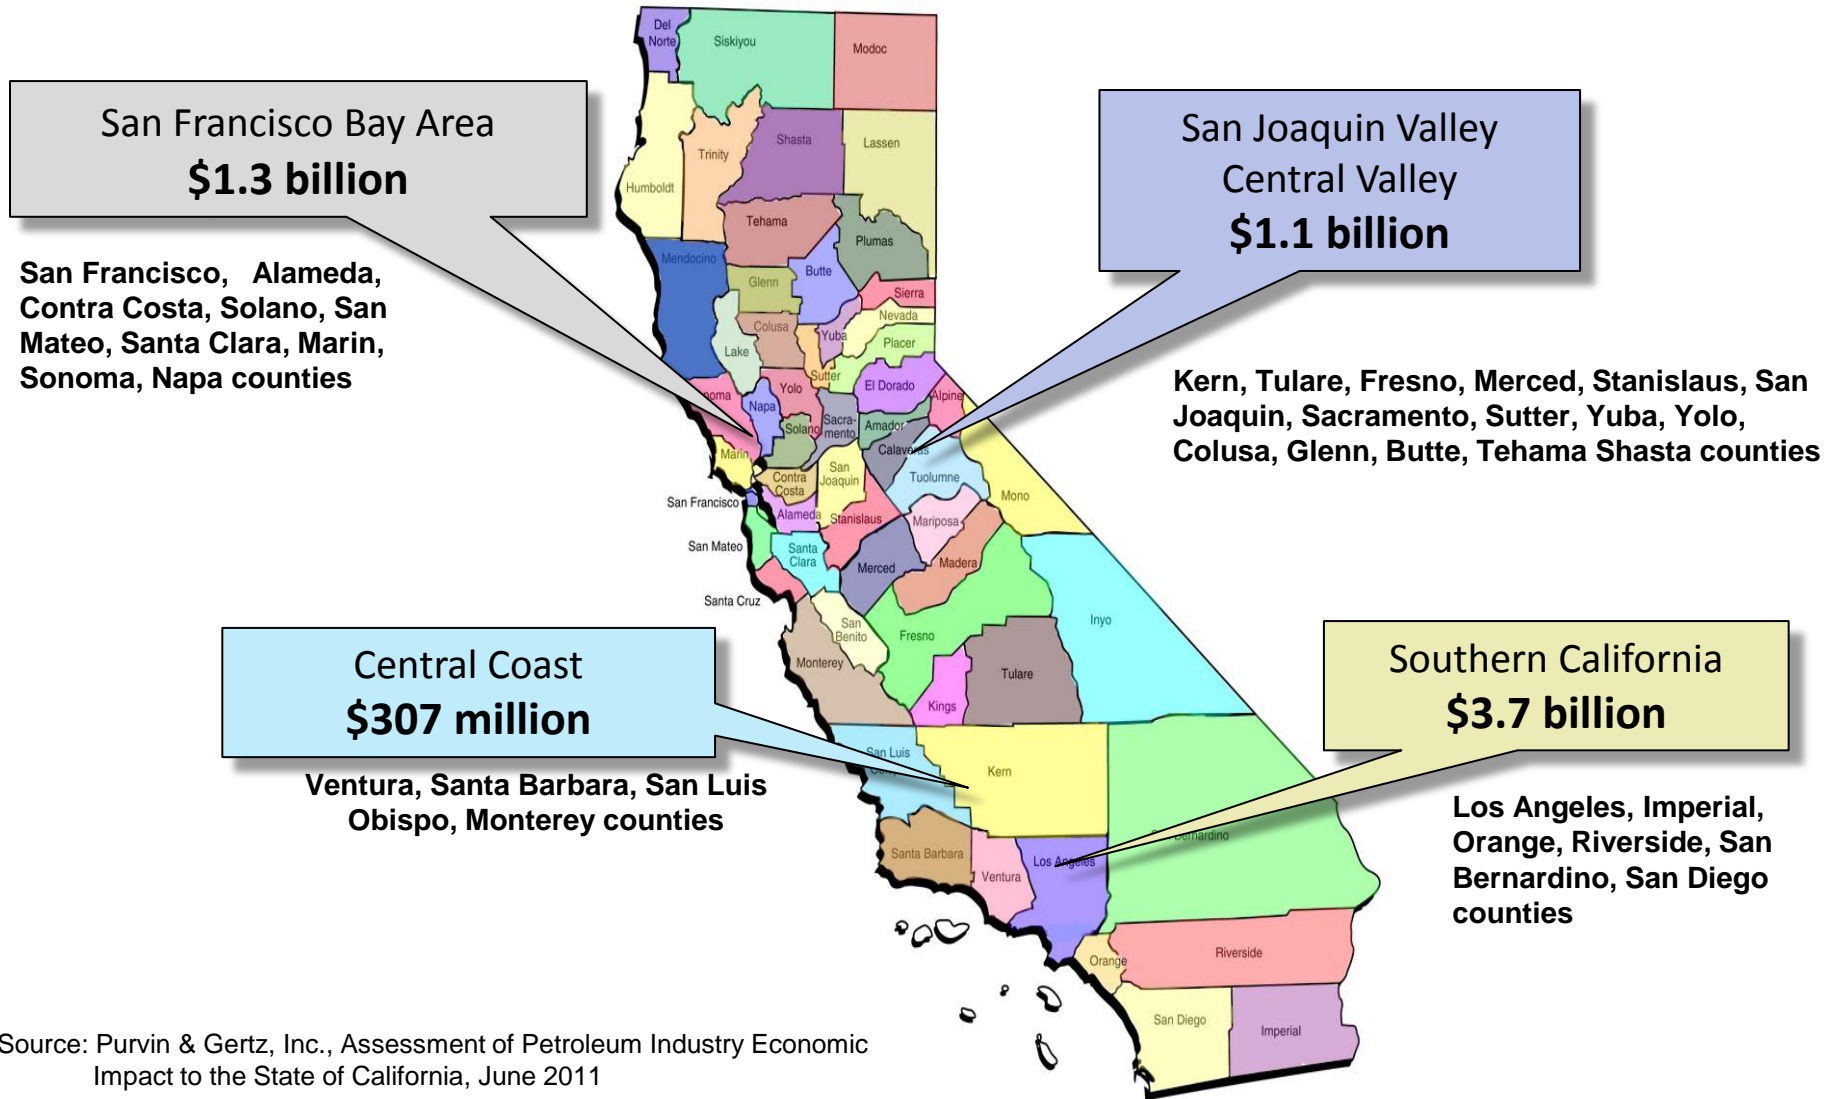 Del
Norte
Siskiyou
Modoc
San Francisco Bay Area
$1.3 billion
San Joaquin Valley
Central Valley
$1.1 billion
Humboldt
Trinity
Shasta
Lassen
Tehama
Plumas
Mendocino
Glenn
Butte
Sierra
Nevada
Yuba
Placer
Colusa
Lake
Sutter
El Dorado
Alpine
Yolo
Napa
Sacra-
mento
Amador
Solano
Calaveras
Marin
Contra
Costa
San
Joaquin
Tuolumne
Mono
San Francisco
Alameda
Stanislaus
Mariposa
San Mateo
Santa
Clara
Merced
Madera
Santa Cruz
San
Benito
Fresno
Inyo
Monterey
Tulare
Kings
San Luis
Kern
Santa Barbara
Ventura
Los Angeles
Bernardino
Orange
Riverside
San Diego
Imperial
San Francisco, Alameda,
Contra Costa, Solano, San
Mateo, Santa Clara, Marin,
Sonoma, Napa counties
Kern, Tulare, Fresno, Merced, Stanislaus, San
Joaquin, Sacramento, Sutter, Yuba, Yolo,
Colusa, Glenn, Butte, Tehama Shasta counties
Central Coast
$307 million
Ventura, Santa Barbara, San Luis
Obispo, Monterey counties
Southern California
$3.7 billion
Los Angeles, Imperial,
Orange, Riverside, San
Bernardino, San Diego
counties
Source: Purvin & Gertz, Inc., Assessment of Petroleum Industry Economic
Impact to the State of California, June 2011